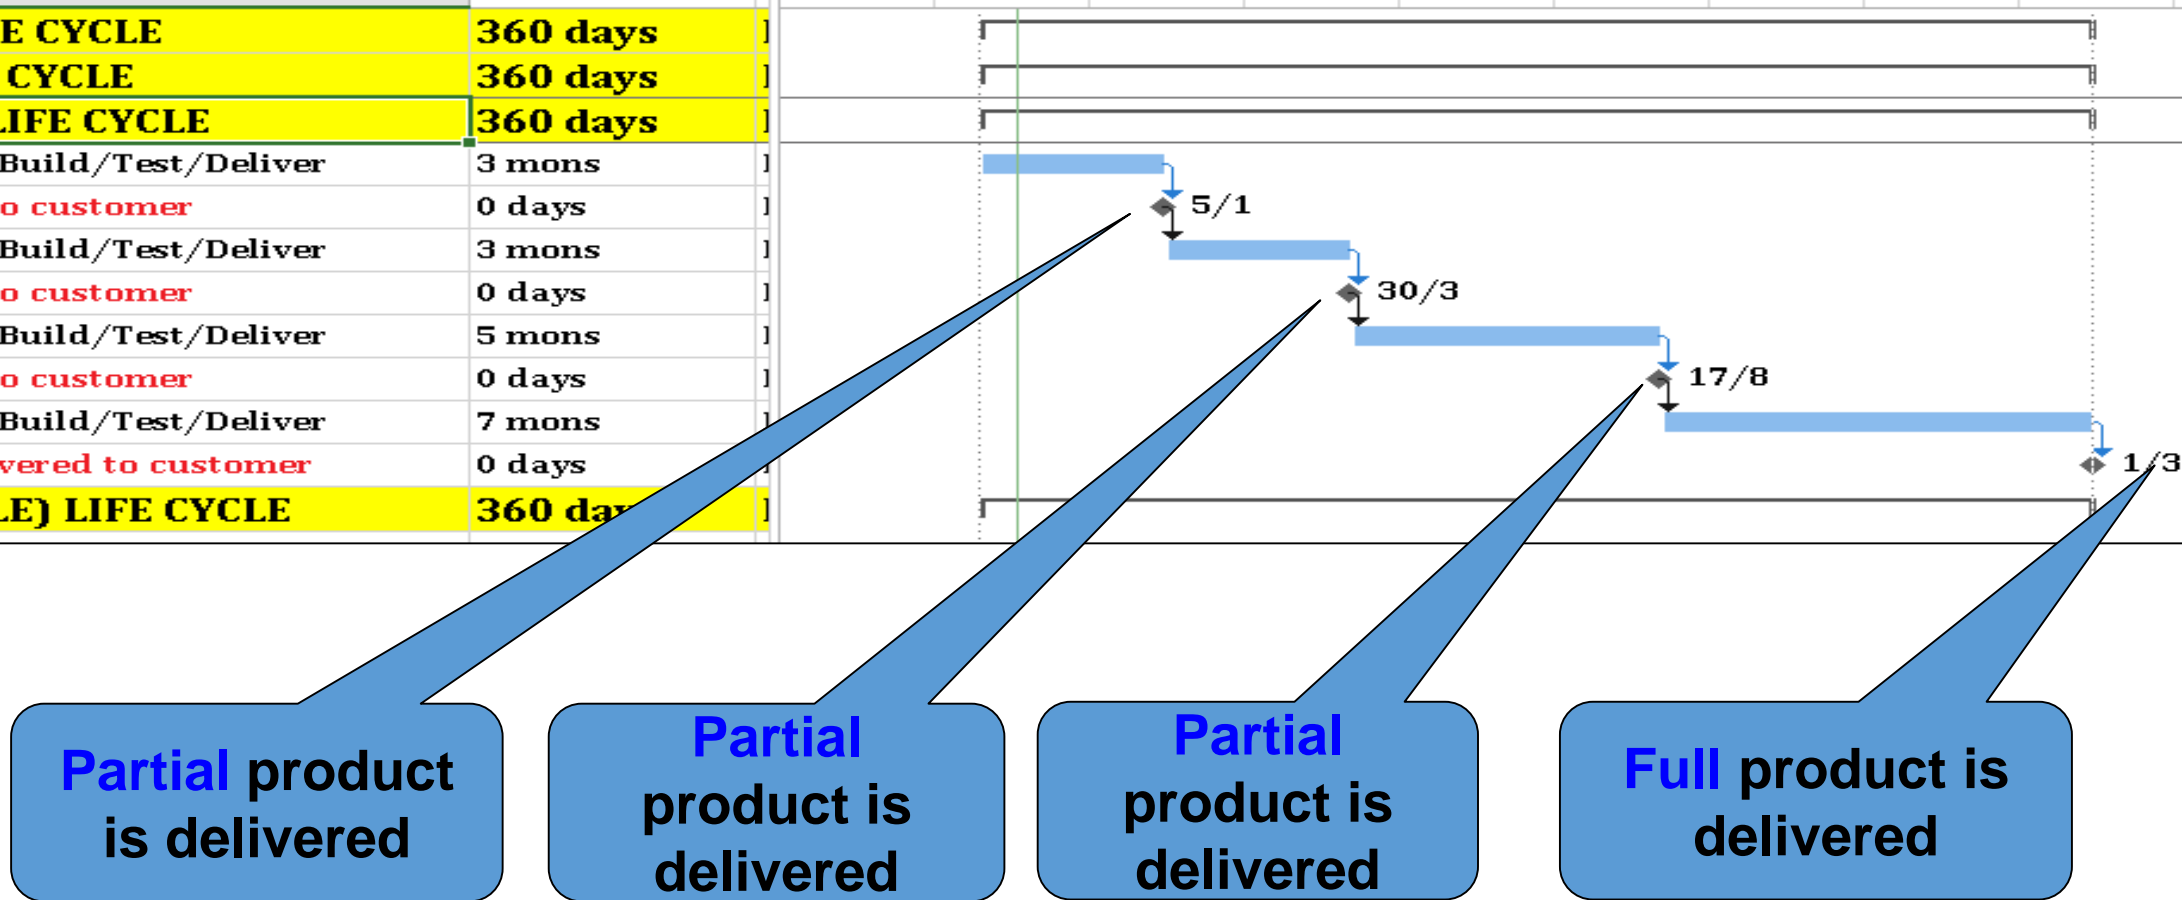 E CYCLE 360 days
CYCLE 360 days
LIFE CYCLE 360 days
Build/Test/Deliver 3 mons
o customer 0 days 5/1
Build/Test/Deliver 3 mons
o customer 0 days 30/3
Build/Test/Deliver 5 mons
o customer 0 days 17/8
Build/Test/Deliver 7 mons
vered to customer 0 days 1/3
LE) LIFE CYCLE 360 day
Partial product
is delivered
Partial
product is
delivered
Partial
product is
delivered
Full product is
delivered